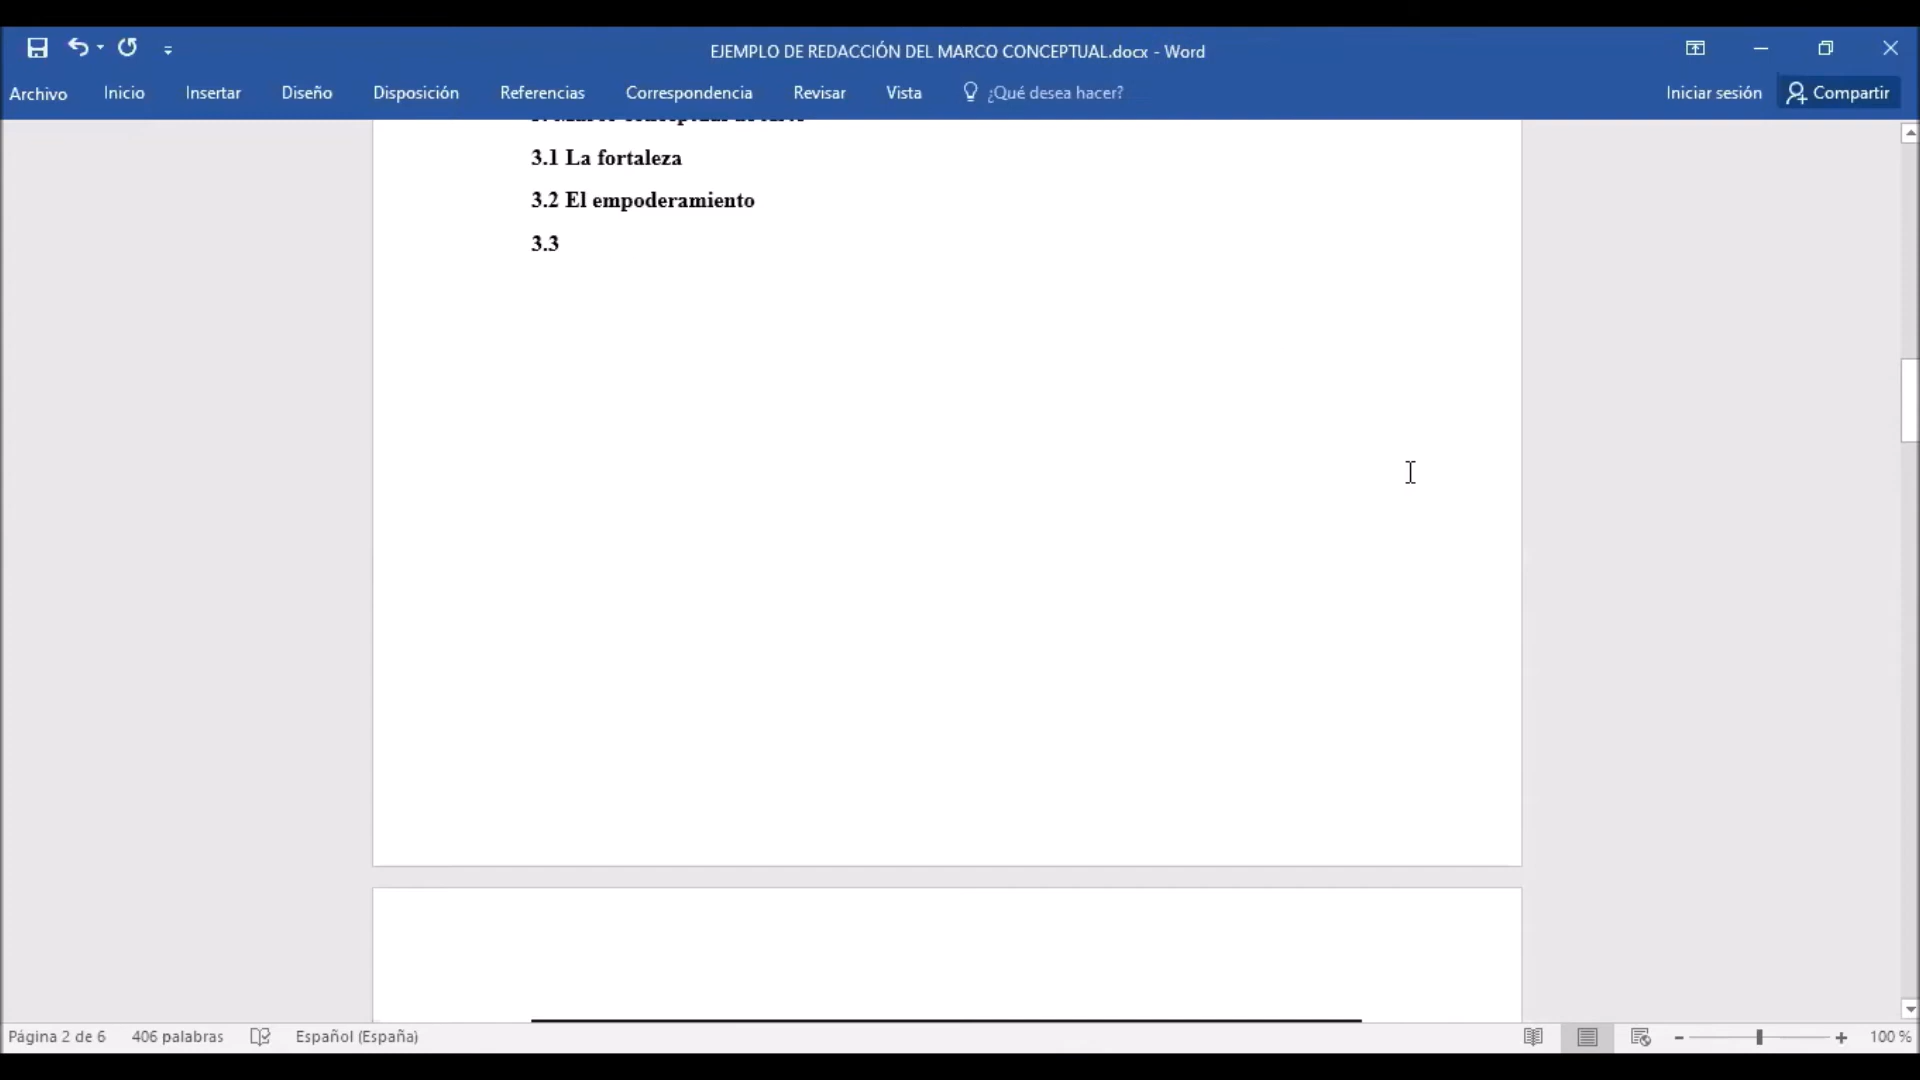 EJEMPLO DE REDACCIÓN DEL MARCO CONCEPTUAL.docx - Word
Archivo Inicio Insertar Diseño Disposición Referencias Correspondencia Revisar Vista ¿Qué desea hacer? Iniciar sesión Compartir
3.1 La fortaleza
3.2 El empoderamiento
3.3
Página 2 de 6 406 palabras Español (España) 100 %